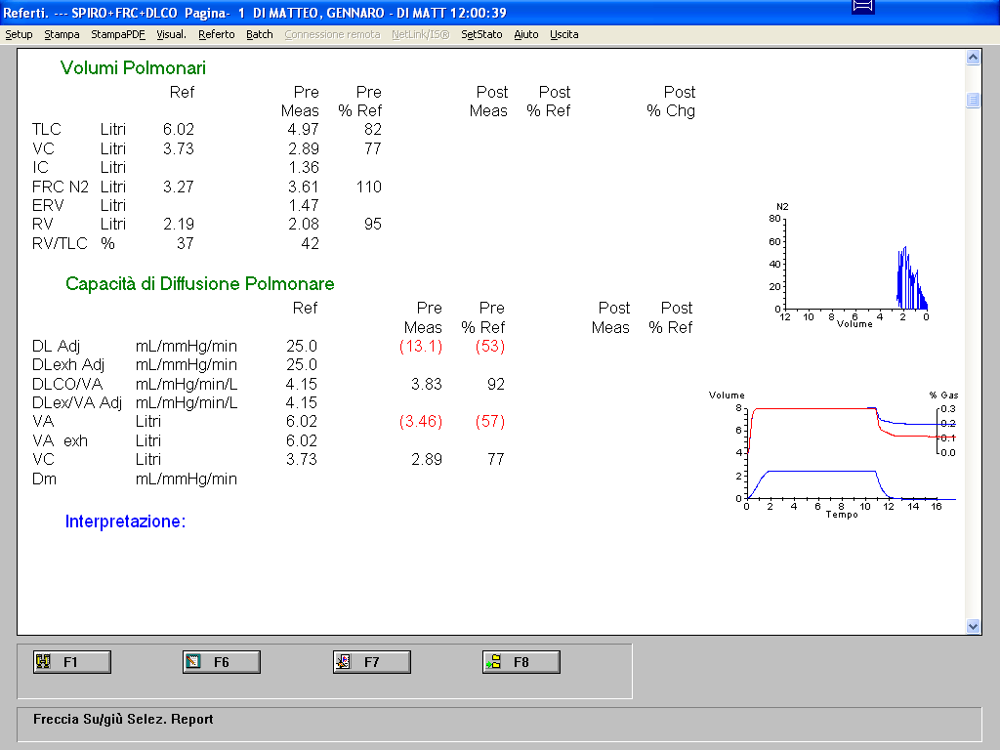 Referti. --- SPIRO+FRC+DLCO Pagina- 1 DI MATTEO, GENNARO - DI MATT 12:00:39
Setup Stampa StampaPDF Visual. Referto Batch Connessione remota NetLink/IS® SetStato Aiuto Uscita
Volumi Polmonari
Ref Pre Pre Post Post Post
Meas % Ref Meas % Ref % Chg
TLC Litri 6.02 4.97 82
VC Litri 3.73 2.89 77
IC Litri 1.36
FRC N2 Litri 3.27 3.61 110
ERV Litri 1.47
RV Litri 2.19 2.08 95
RV/TLC % 37 42
N2
80
60
40
20
0
12 10 8 6 4 2 0
Volume
Capacità di Diffusione Polmonare
Ref Pre Pre Post Post
Meas % Ref Meas % Ref
DL Adj mL/mmHg/min 25.0 (13.1) (53)
DLexh Adj mL/mmHg/min 25.0
DLCO/VA mL/mHg/min/L 4.15 3.83 92
DLex/VA Adj mL/mHg/min/L 4.15
VA Litri 6.02 (3.46) (57)
VA exh Litri 6.02
VC Litri 3.73 2.89 77
Dm mL/mmHg/min
Volume % Gas
8 0.3
6 0.2
0.1
4 0.0
2
0
0 2 4 6 8 10 12 14 16
Tempo
Interpretazione:
F1 F6 F7 F8
Freccia Su/giù Selez. Report